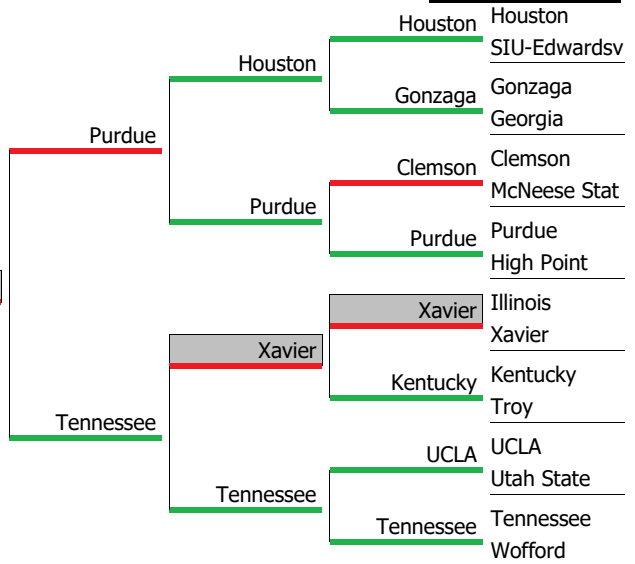 Houston
SIU-Edwardsv
Houston
Houston
Gonzaga
Georgia
Gonzaga
Purdue
Clemson
McNeese Stat
Clemson
Purdue
Purdue
High Point
Purdue
Illinois
Xavier
Xavier
Xavier
Kentucky
Troy
Kentucky
Tennessee
UCLA
Utah State
UCLA
Tennessee
Tennessee
Wofford
Tennessee